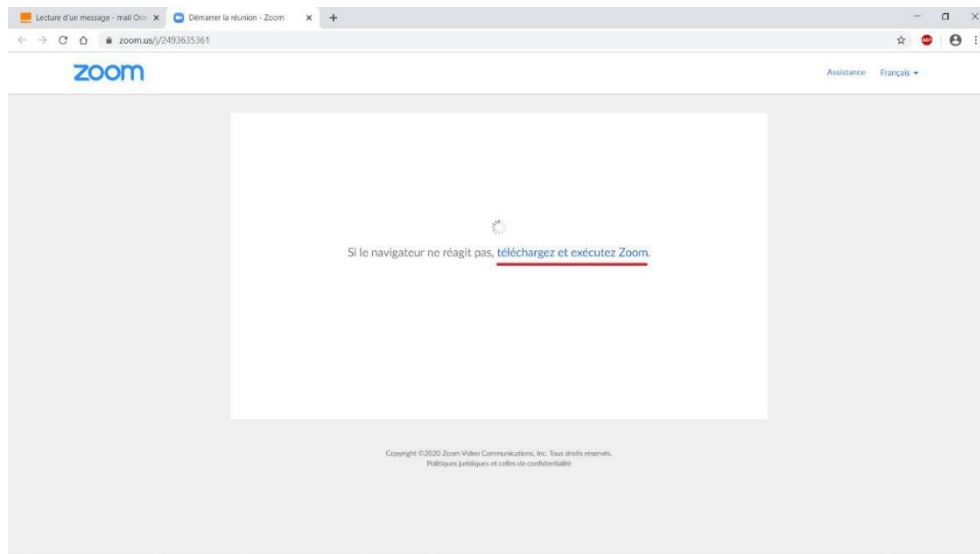 Lecture d'un message - mail Ora
Démarrer la réunion - Zoom
zoom.us/j/2493635361
ABP
zoom
Assistance
Français
Si le navigateur ne réagit pas, téléchargez et exécutez Zoom.
Copyright ©2020 Zoom Video Communications, Inc. Tous droits réservés.
Politiques juridiques et celles de confidentialité